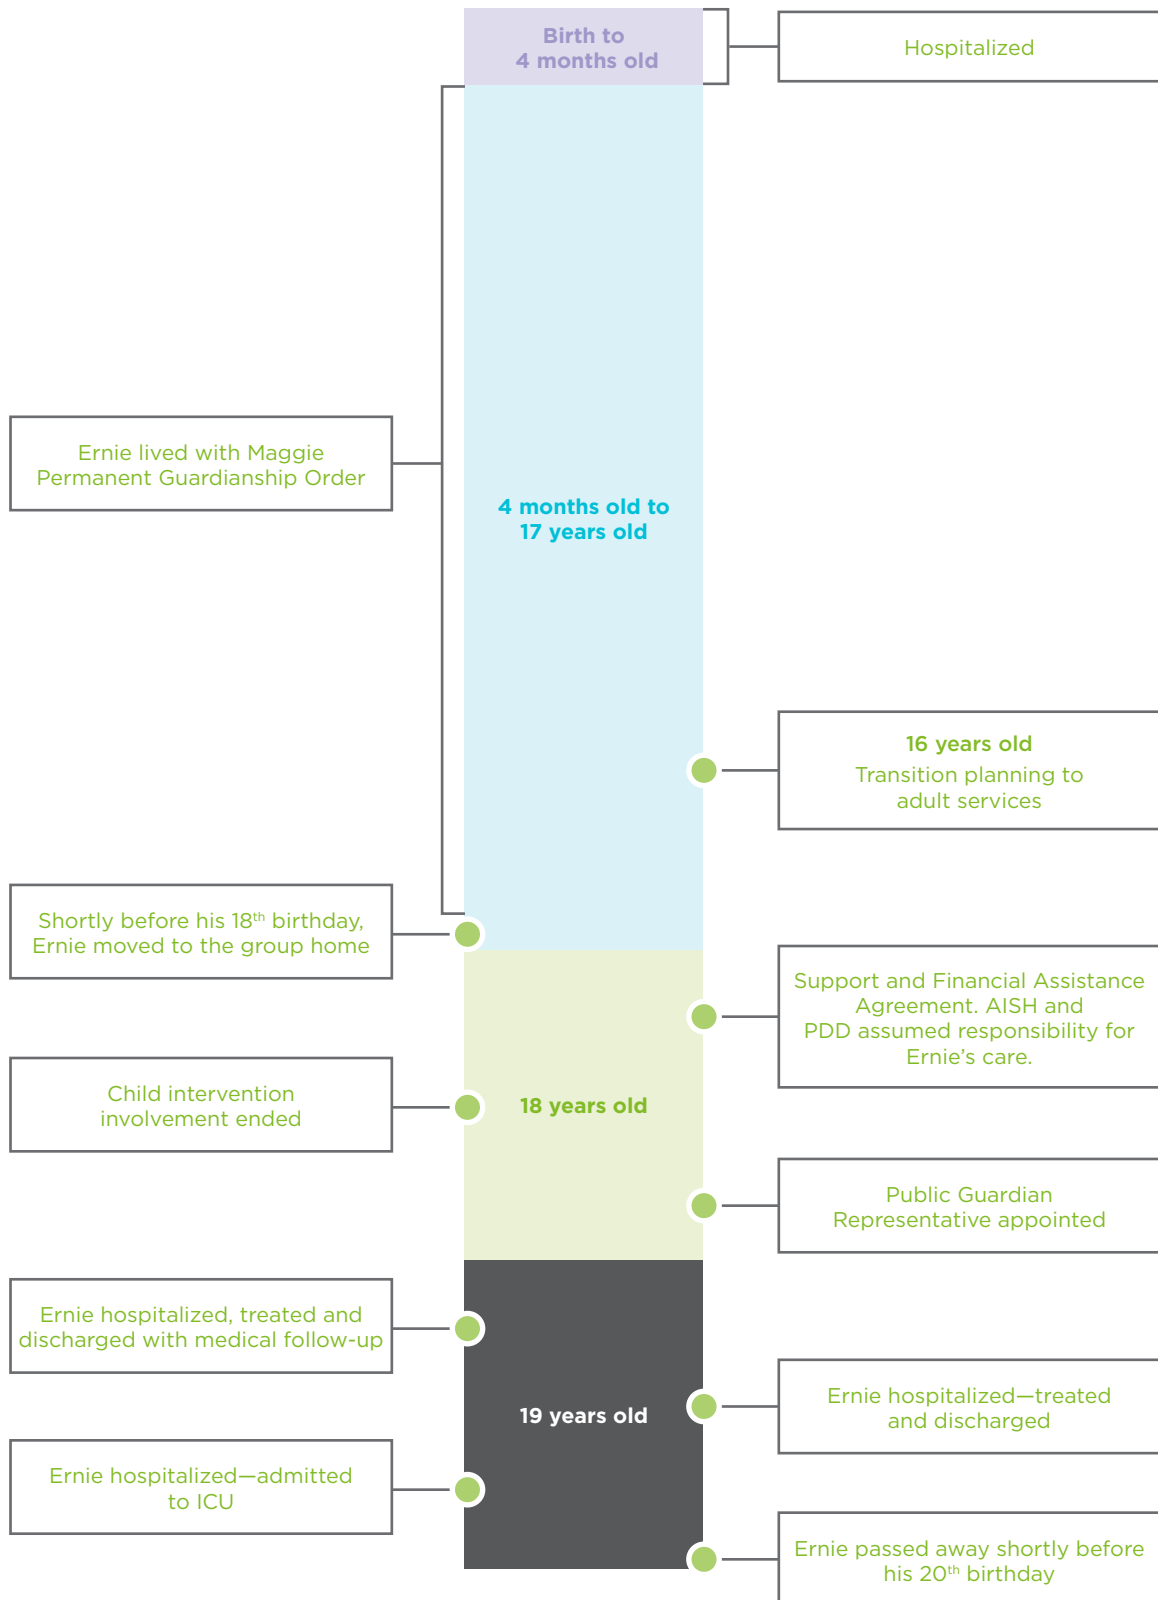 Birth to
4 months old
Hospitalized
Ernie lived with Maggie
Permanent Guardianship Order
4 months old to
17 years old
16 years old
Transition planning to
adult services
Shortly before his 18th birthday,
Ernie moved to the group home
Support and Financial Assistance
Agreement. AISH and
PDD assumed responsibility for
Ernie’s care.
Child intervention
involvement ended
18 years old
Public Guardian
Representative appointed
Ernie hospitalized, treated and
discharged with medical follow-up
19 years old
Ernie hospitalized—treated
and discharged
Ernie hospitalized—admitted
to ICU
Ernie passed away shortly before
his 20th birthday